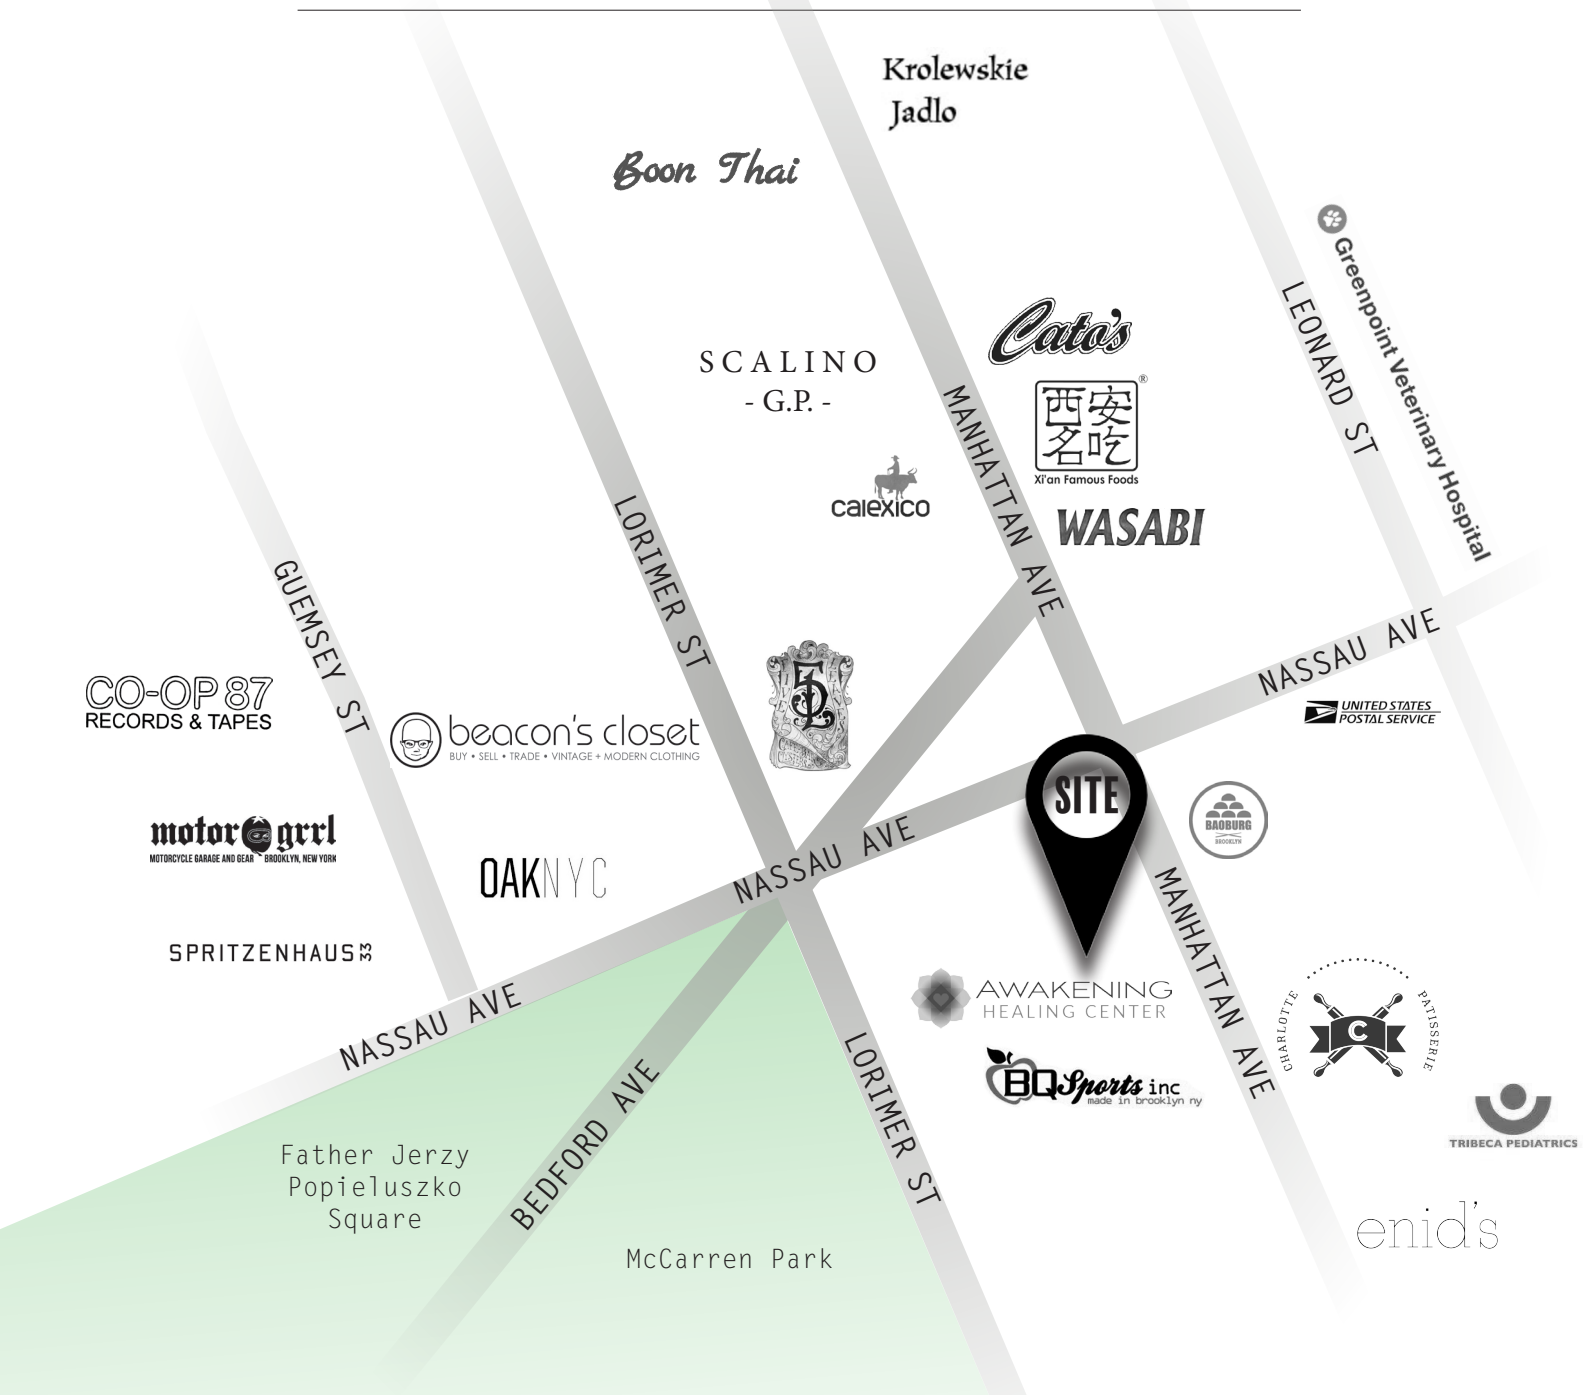 Krolewskie
Jadlo
Boon Thai
Greenpoint Veterinary Hospital
Cato's
LEONARD ST
SCALINO
- G.P. -
MANHATTAN AVE
®
西安
名吃
Xi'an Famous Foods
calexico
WASABI
LORIMER ST
GUEMSEY ST
NASSAU AVE
CO-OP 87
RECORDS & TAPES
beacon's closet
BUY • SELL • TRADE • VINTAGE + MODERN CLOTHING
UNITED STATES
POSTAL SERVICE
SITE
BAOBURG
BROOKLYN
motor grrl
MOTORCYCLE GARAGE AND GEAR BROOKLYN, NEW YORK
OAKNYC
NASSAU AVE
SPRITZENHAUS33
NASSAU AVE
MANHATTAN AVE
AWAKENING
HEALING CENTER
CHARLOTTE PATISSERIE
C
BQ Sports inc
made in brooklyn ny
LORIMER ST
BEDFORD AVE
TRIBECA PEDIATRICS
Father Jerzy
Popieluszko
Square
enid's
McCarren Park